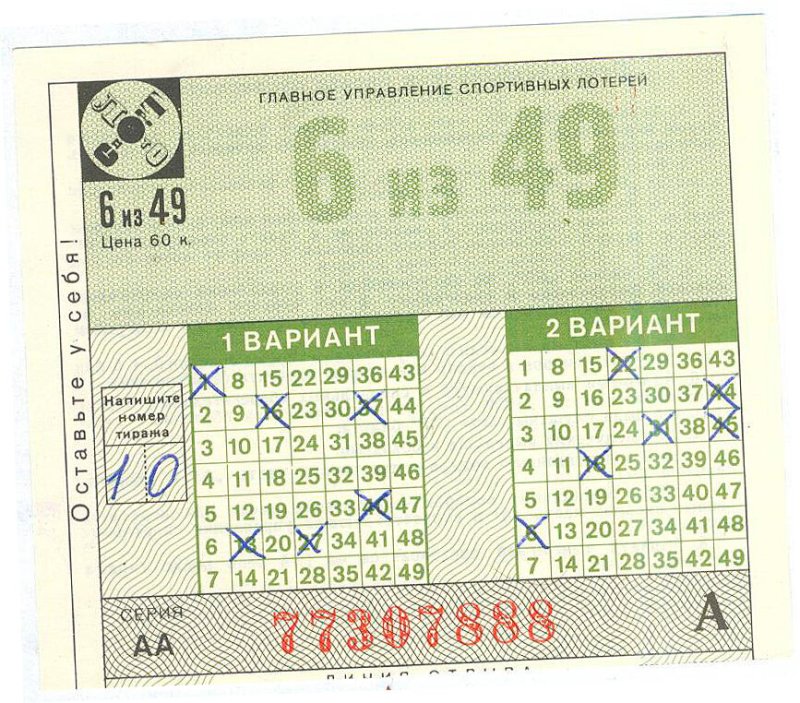 ГЛАВНОЕ УПРАВЛЕНИЕ СПОРТИВНЫХ ЛОТЕРЕЙ
6 из 49
6 из 49
Цена 60 к.
Оставьте у себя!
1 ВАРИАНТ
1 8 15 22 29 36 43
2 9 16 23 30 37 44
3 10 17 24 31 38 45
4 11 18 25 32 39 46
5 12 19 26 33 40 47
6 13 20 27 34 41 48
7 14 21 28 35 42 49
2 ВАРИАНТ
1 8 15 22 29 36 43
2 9 16 23 30 37 44
3 10 17 24 31 38 45
4 11 18 25 32 39 46
5 12 19 26 33 40 47
6 13 20 27 34 41 48
7 14 21 28 35 42 49
Напишите
номер
тиража
10
СЕРИЯ
АА
77307888
А
ЛИНИЯ ОТРЫВА